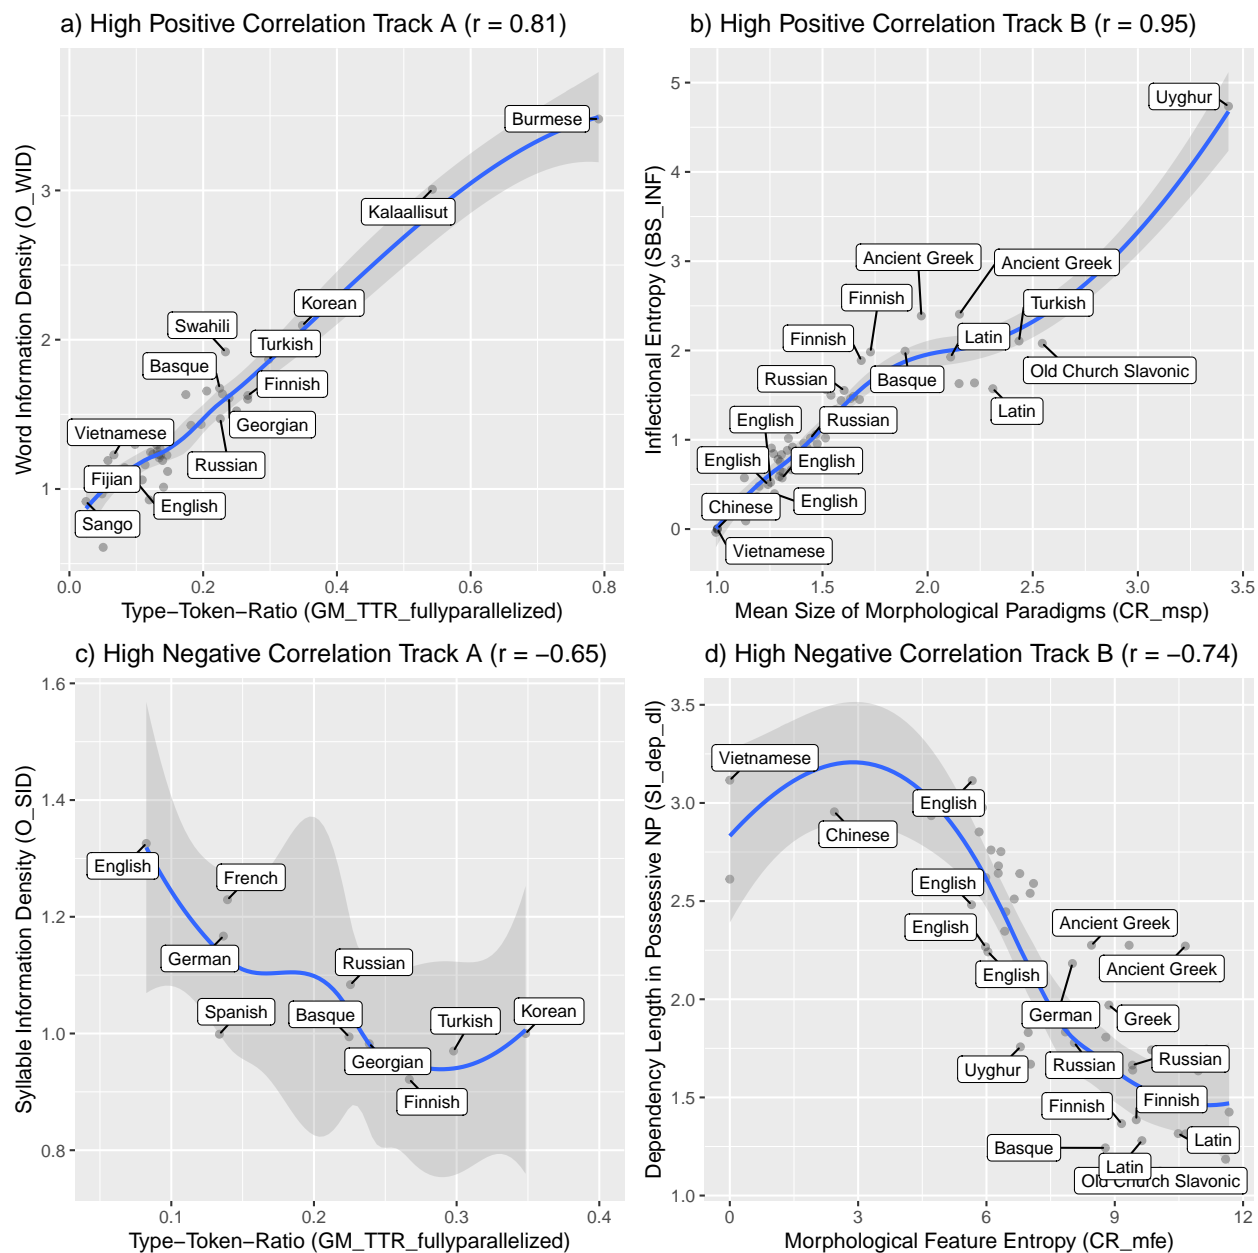 a) High Positive Correlation Track A (r = 0.81)
Word Information Density (O_WID)
3
2
1
Burmese
Kalaallisut
Korean
Swahili
Turkish
Basque
Finnish
Georgian
Vietnamese
Russian
Fijian
English
Sango
0.0 0.2 0.4 0.6 0.8
Type−Token−Ratio (GM_TTR_fullyparallelized)
b) High Positive Correlation Track B (r = 0.95)
Inflectional Entropy (SBS_INF)
5
4
3
2
1
0
Uyghur
Ancient Greek
Ancient Greek
Finnish
Turkish
Finnish
Latin
Old Church Slavonic
Russian
Basque
Latin
English
Russian
English
English
English
Chinese
Vietnamese
1.0 1.5 2.0 2.5 3.0 3.5
Mean Size of Morphological Paradigms (CR_msp)
c) High Negative Correlation Track A (r = −0.65)
Syllable Information Density (O_SID)
1.6
1.4
1.2
1.0
0.8
English
French
German
Russian
Spanish
Basque
Turkish
Korean
Georgian
Finnish
0.1 0.2 0.3 0.4
Type−Token−Ratio (GM_TTR_fullyparallelized)
d) High Negative Correlation Track B (r = −0.74)
Dependency Length in Possessive NP (SI_dep_dl)
3.5
3.0
2.5
2.0
1.5
1.0
Vietnamese
English
Chinese
English
English
Ancient Greek
English
Ancient Greek
German
Greek
Uyghur
Russian
Russian
Finnish
Finnish
Basque
Latin
Latin
Old Church Slavonic
0 3 6 9 12
Morphological Feature Entropy (CR_mfe)